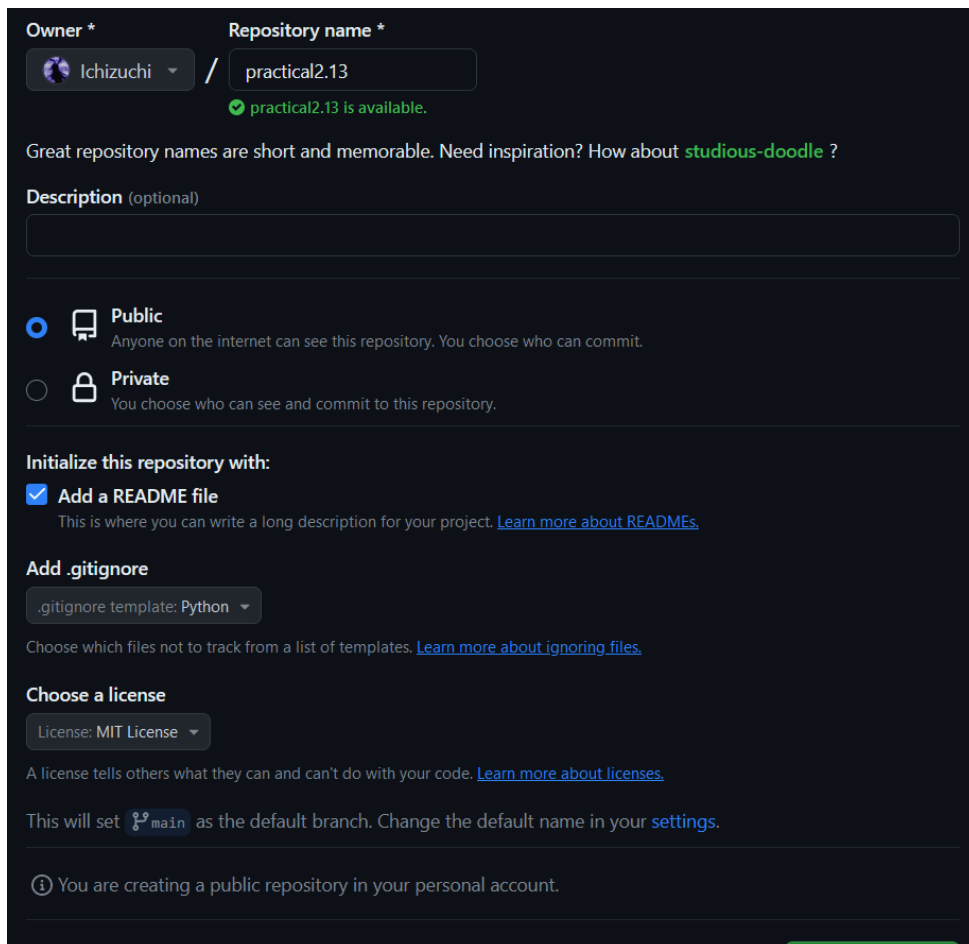 Owner * Repository name *
Ichizuchi / practical2.13
practical2.13 is available.
Great repository names are short and memorable. Need inspiration? How about studious-doodle ?
Description (optional)
Public
Anyone on the internet can see this repository. You choose who can commit.
Private
You choose who can see and commit to this repository.
Initialize this repository with:
Add a README file
This is where you can write a long description for your project. Learn more about READMEs.
Add .gitignore
.gitignore template: Python
Choose which files not to track from a list of templates. Learn more about ignoring files.
Choose a license
License: MIT License
A license tells others what they can and can't do with your code. Learn more about licenses.
This will set main as the default branch. Change the default name in your settings.
You are creating a public repository in your personal account.